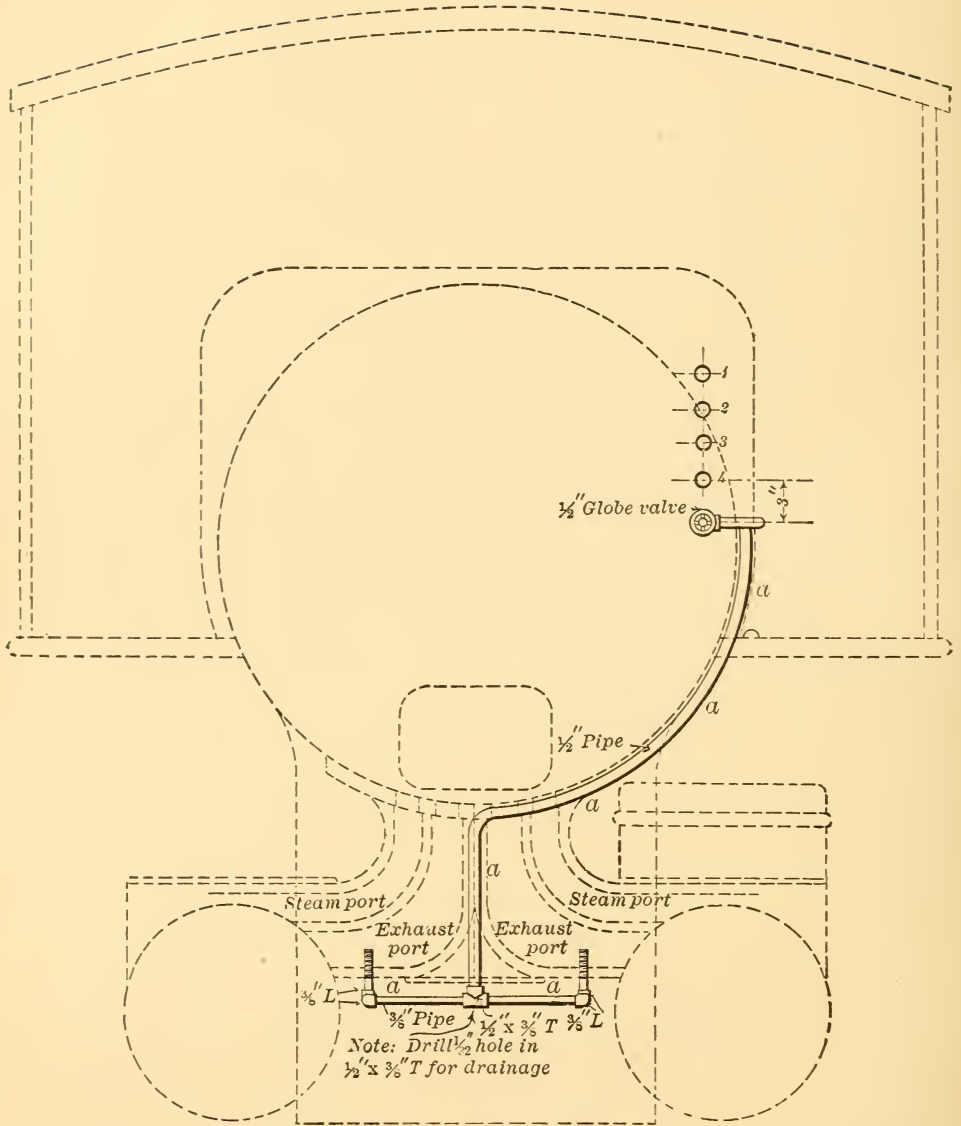 1
2
3
4
3"
½" Globe valve
a
a
½" Pipe
a
a
Steam port
Steam port
Exhaust
port
Exhaust
port
a
a
⅜" L
⅜" Pipe
½" x ⅜" T
⅜" L
Note: Drill ½" hole in
½" x ⅜" T for drainage